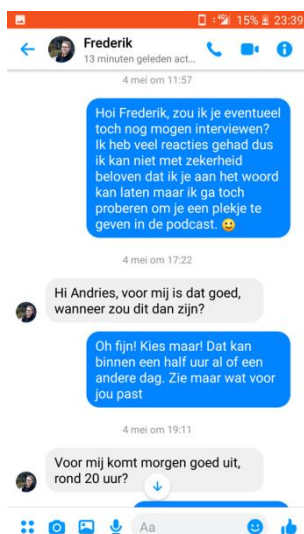 4G 15% 23:39
Frederik
13 minuten geleden act...
4 mei om 11:57
Hoi Frederik, zou ik je eventueel
toch nog mogen interviewen?
Ik heb veel reacties gehad dus
ik kan niet met zekerheid
beloven dat ik je aan het woord
kan laten maar ik ga toch
proberen om je een plekje te
geven in de podcast. 😀
4 mei om 17:22
Hi Andries, voor mij is dat goed,
wanneer zou dit dan zijn?
Oh fijn! Kies maar! Dat kan
binnen een half uur al of een
andere dag. Zie maar wat voor
jou past
4 mei om 19:11
Voor mij komt morgen goed uit,
rond 20 uur?
Aa